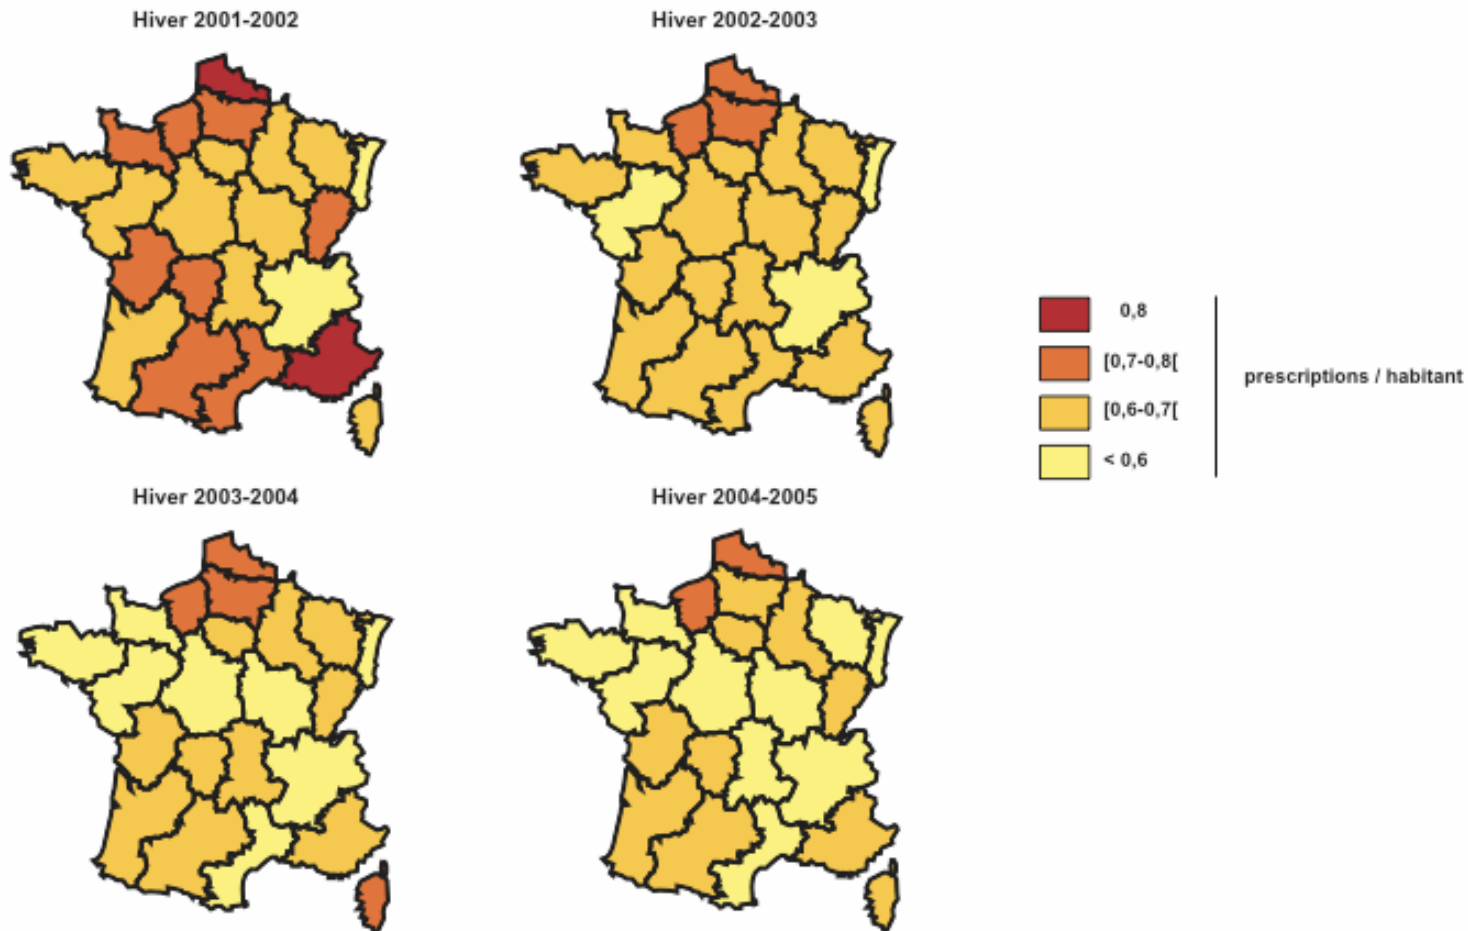 Hiver 2001-2002
Hiver 2002-2003
0,8
[0,7-0,8[
[0,6-0,7[
< 0,6
prescriptions / habitant
Hiver 2003-2004
Hiver 2004-2005